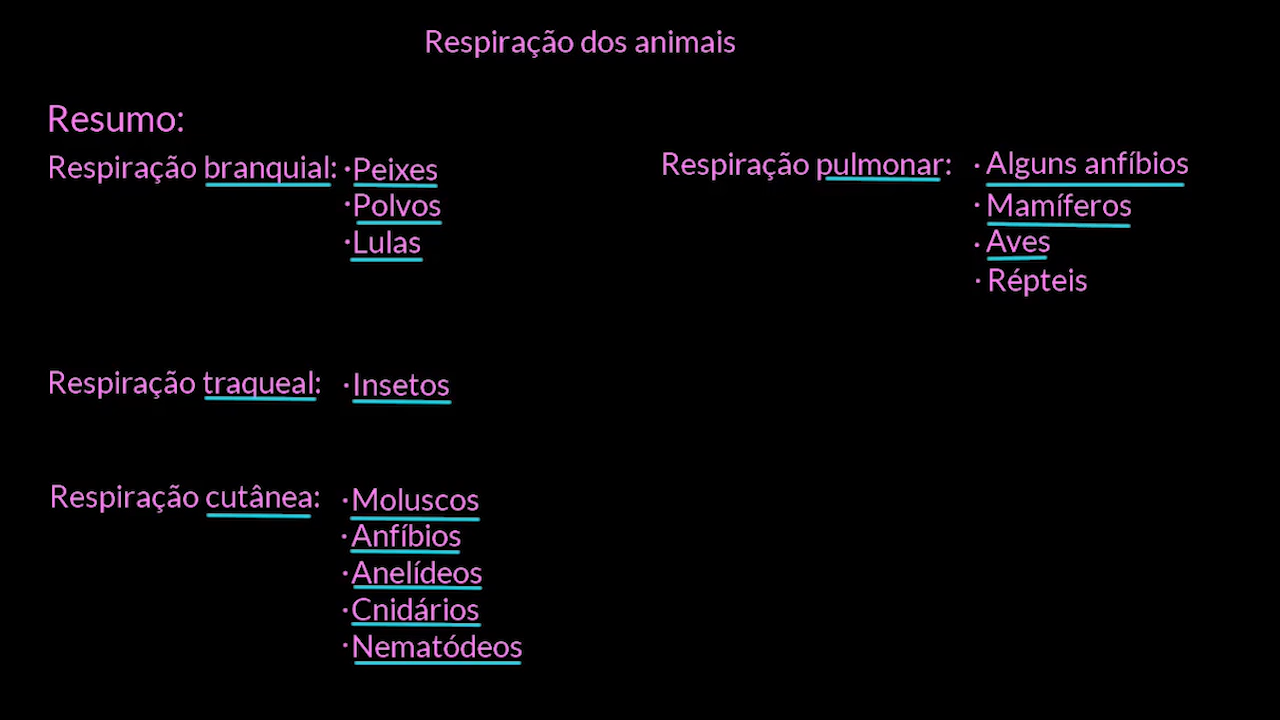 Respiração dos animais
Resumo:
Respiração branquial: ·Peixes
·Polvos
·Lulas
Respiração traqueal: ·Insetos
Respiração cutânea: ·Moluscos
·Anfíbios
·Anelídeos
·Cnidários
·Nematódeos
Respiração pulmonar: · Alguns anfíbios
· Mamíferos
· Aves
· Répteis